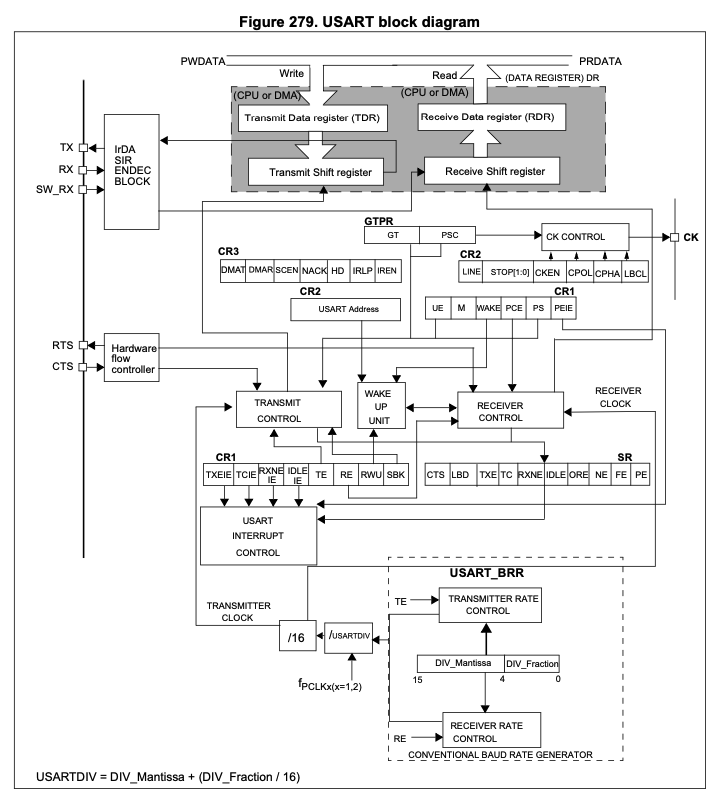 Figure 279. USART block diagram
PWDATA
PRDATA
Write
Read
(DATA REGISTER) DR
(CPU or DMA)
(CPU or DMA)
Transmit Data register (TDR)
Receive Data register (RDR)
TX
RX
SW_RX
IrDA
SIR
ENDEC
BLOCK
Transmit Shift register
Receive Shift register
GTPR
GT
PSC
CK CONTROL
CK
CR3
DMAT DMAR SCEN NACK HD IRLP IREN
CR2
LINE STOP[1:0] CKEN CPOL CPHA LBCL
CR2
USART Address
CR1
UE M WAKE PCE PS PEIE
RTS
CTS
Hardware
flow
controller
TRANSMIT
CONTROL
WAKE
UP
UNIT
RECEIVER
CONTROL
RECEIVER
CLOCK
CR1
TXEIE TCIE RXNE IE IDLE IE TE RE RWU SBK
SR
CTS LBD TXE TC RXNE IDLE ORE NE FE PE
USART
INTERRUPT
CONTROL
USART_BRR
TRANSMITTER
CLOCK
TE
TRANSMITTER RATE
CONTROL
/16
/USARTDIV
DIV_Mantissa
DIV_Fraction
15 4 0
fPCLKx(x=1,2)
RE
RECEIVER RATE
CONTROL
CONVENTIONAL BAUD RATE GENERATOR
USARTDIV = DIV_Mantissa + (DIV_Fraction / 16)